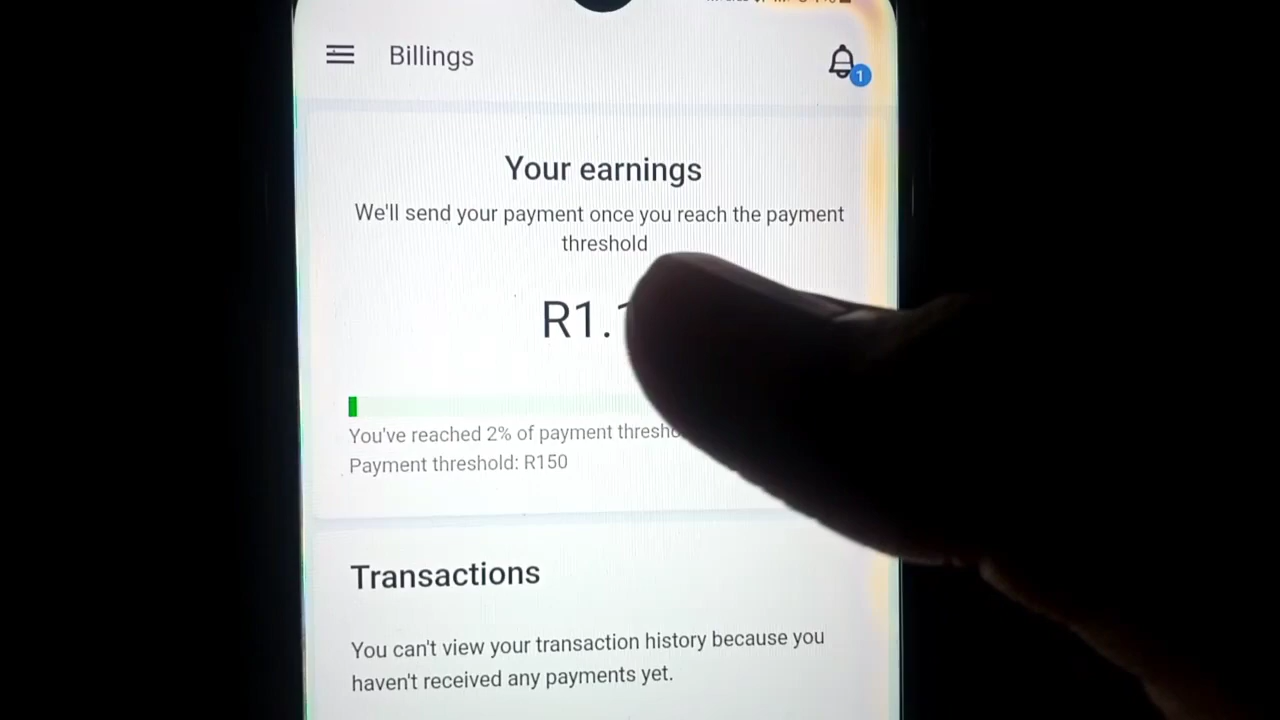 Billings
1
Your earnings
We'll send your payment once you reach the payment
threshold
R1.
You've reached 2% of payment
Payment threshold: R150
Transactions
You can't view your transaction history because you
haven't received any payments yet.